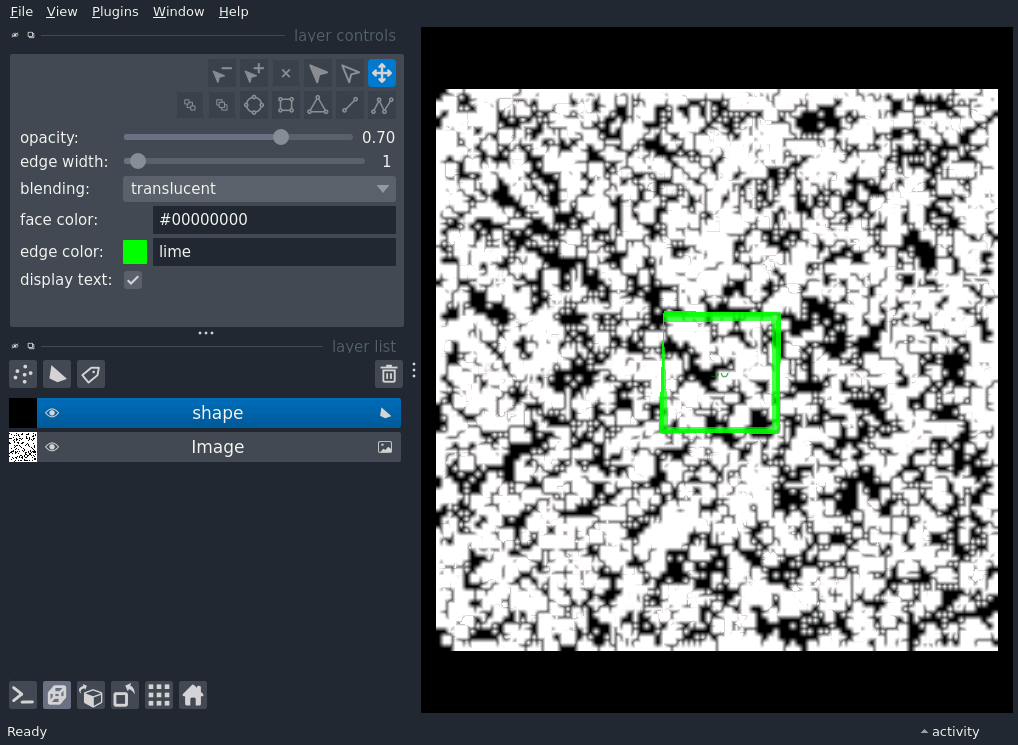 File View Plugins Window Help
layer controls
opacity: 0.70
edge width: 1
blending: translucent
face color: #00000000
edge color: lime
display text:
layer list
shape
Image
Ready
activity